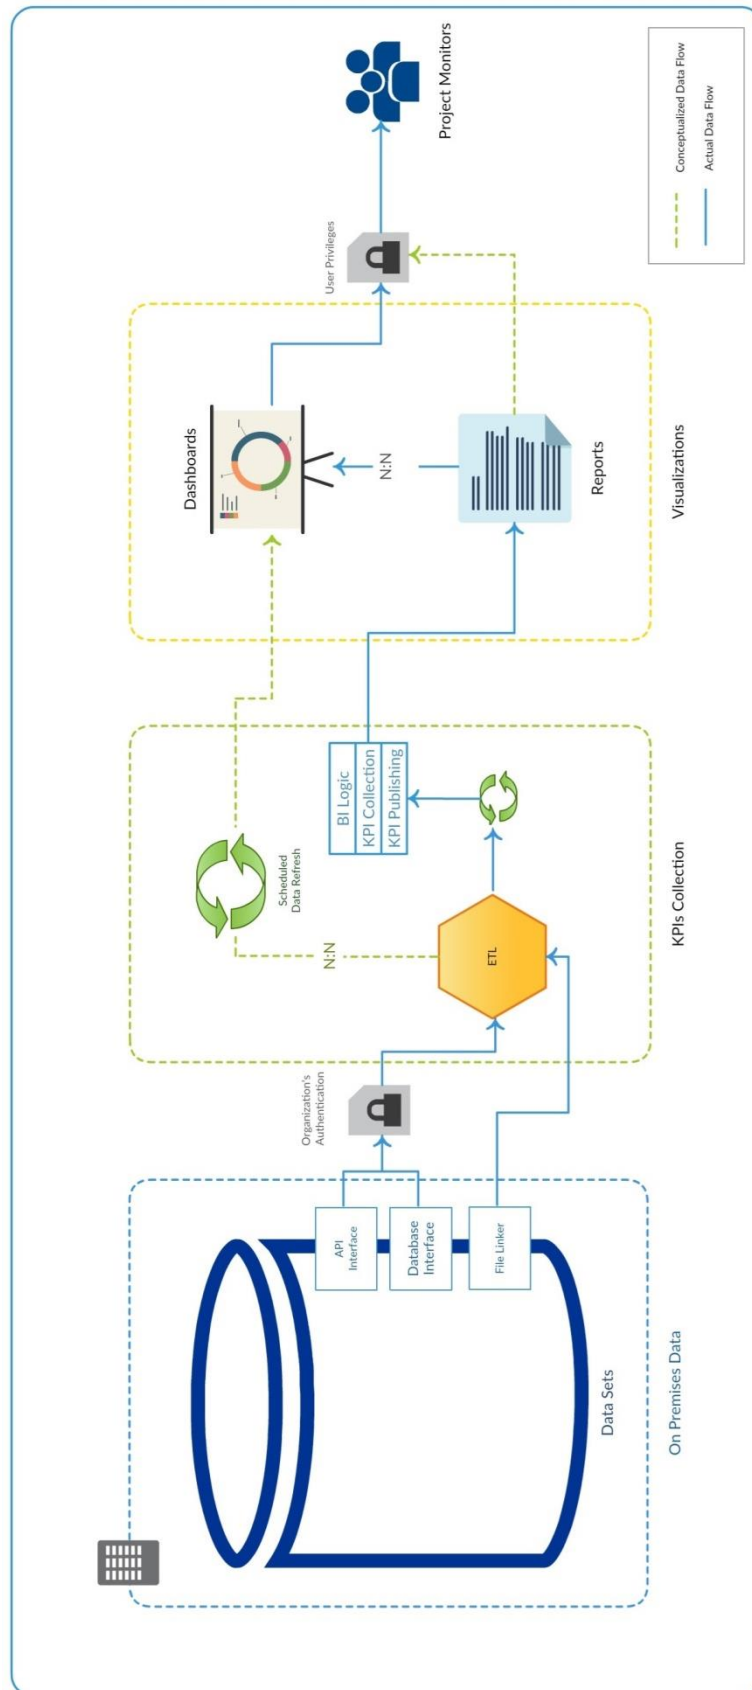 Data Sets
On Premises Data
API
Interface
Database
Interface
File Linker
Organization's
Authentication
Scheduled
Data Refresh
N:N
ETL
BI Logic
KPI Collection
KPI Publishing
KPIs Collection
Dashboards
N:N
Reports
Visualizations
User Privileges
Project Monitors
Conceptualized Data Flow
Actual Data Flow